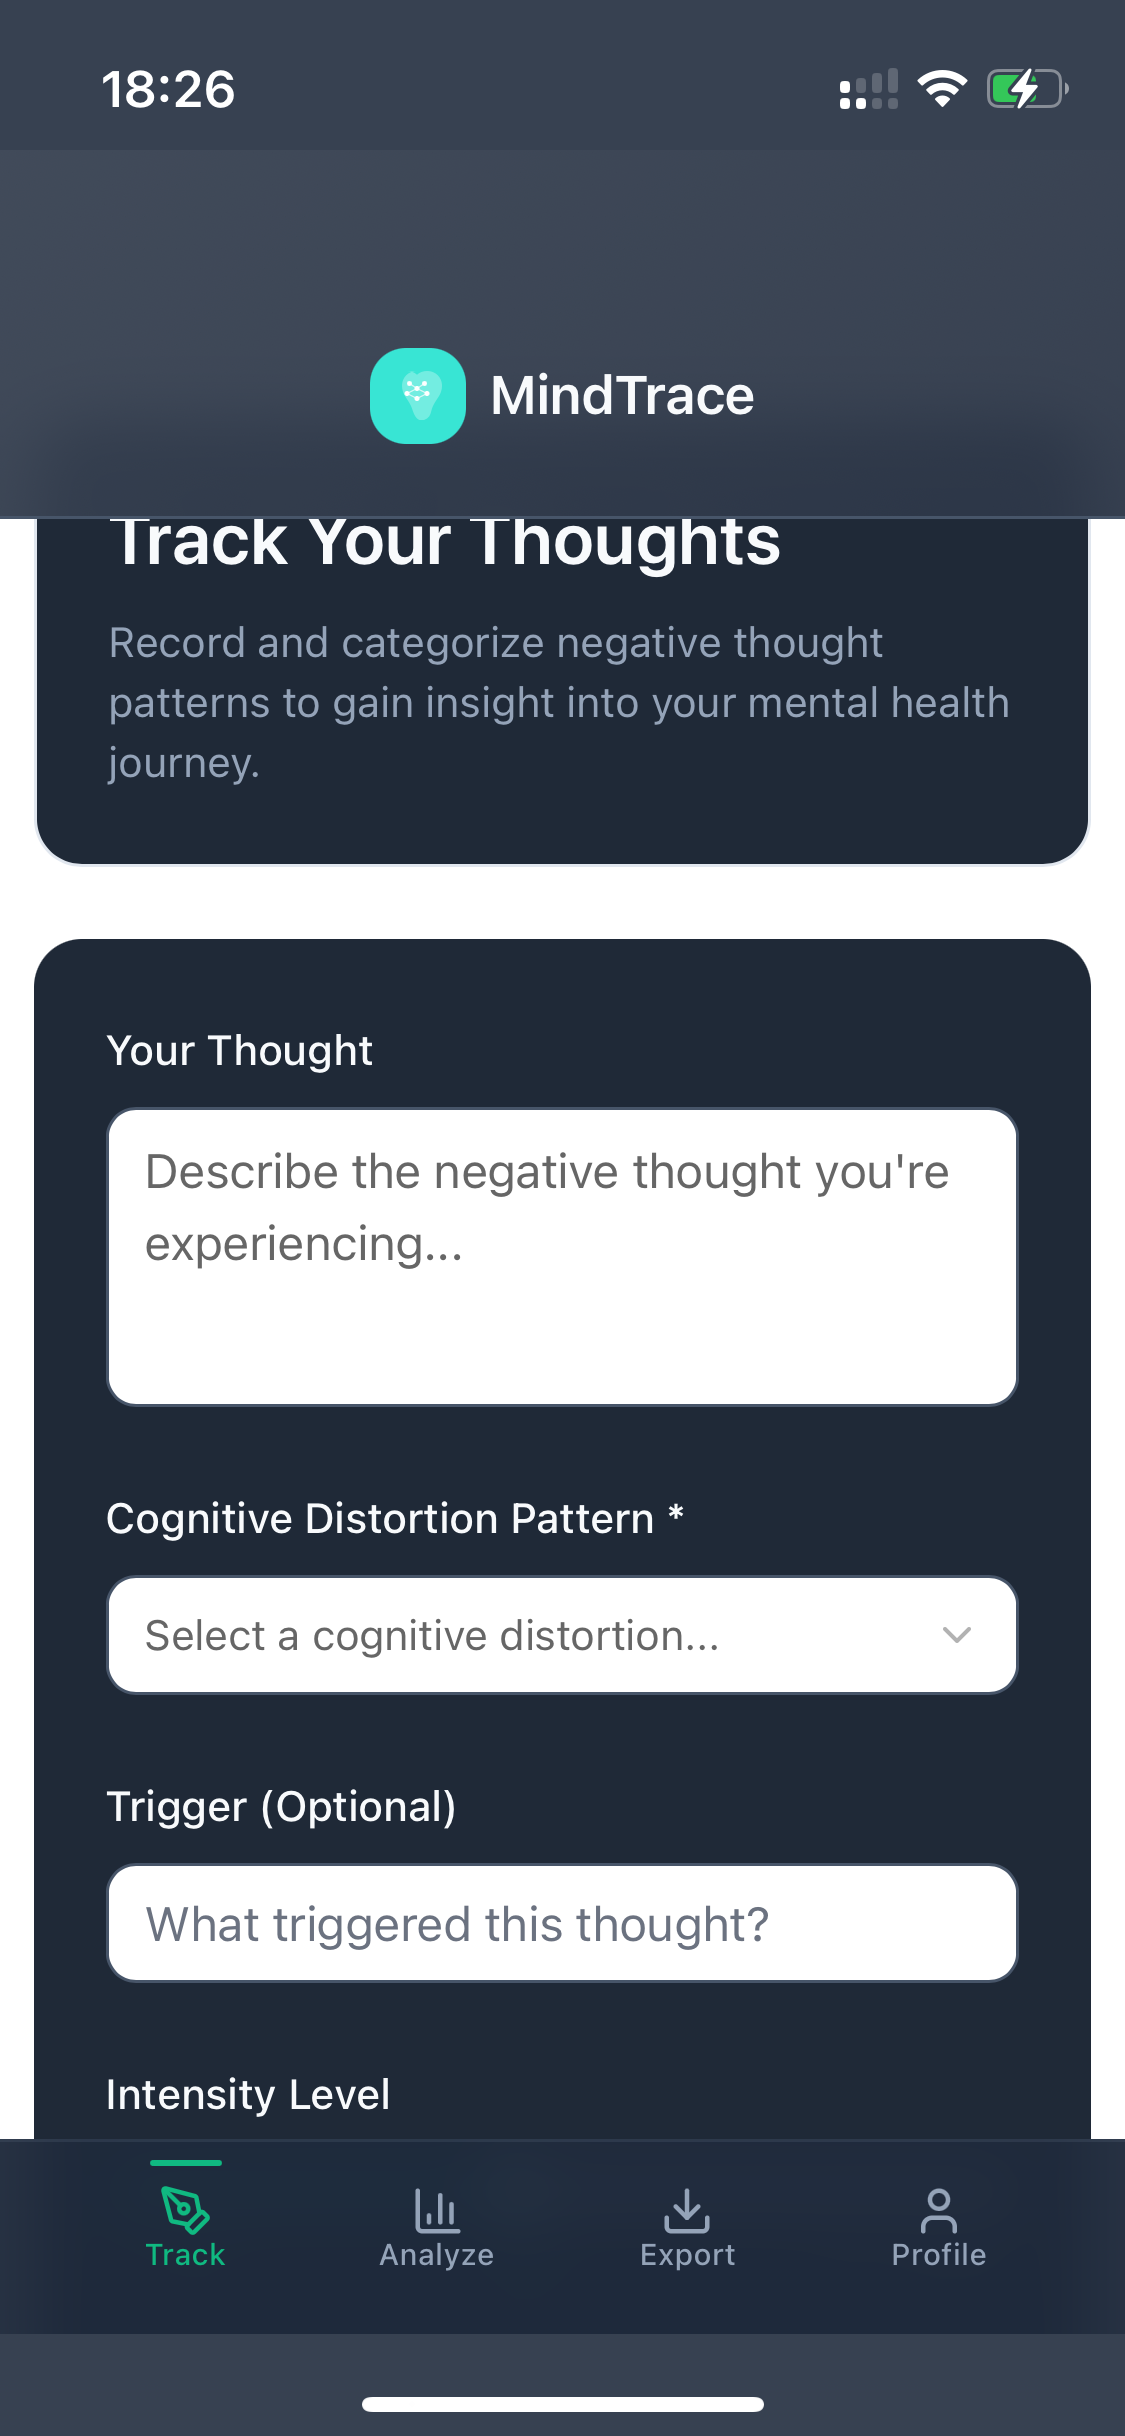 18:26
MindTrace
Track Your Thoughts
Record and categorize negative thought
patterns to gain insight into your mental health
journey.
Your Thought
Describe the negative thought you're
experiencing...
Cognitive Distortion Pattern *
Select a cognitive distortion...
Trigger (Optional)
What triggered this thought?
Intensity Level
Track
Analyze
Export
Profile